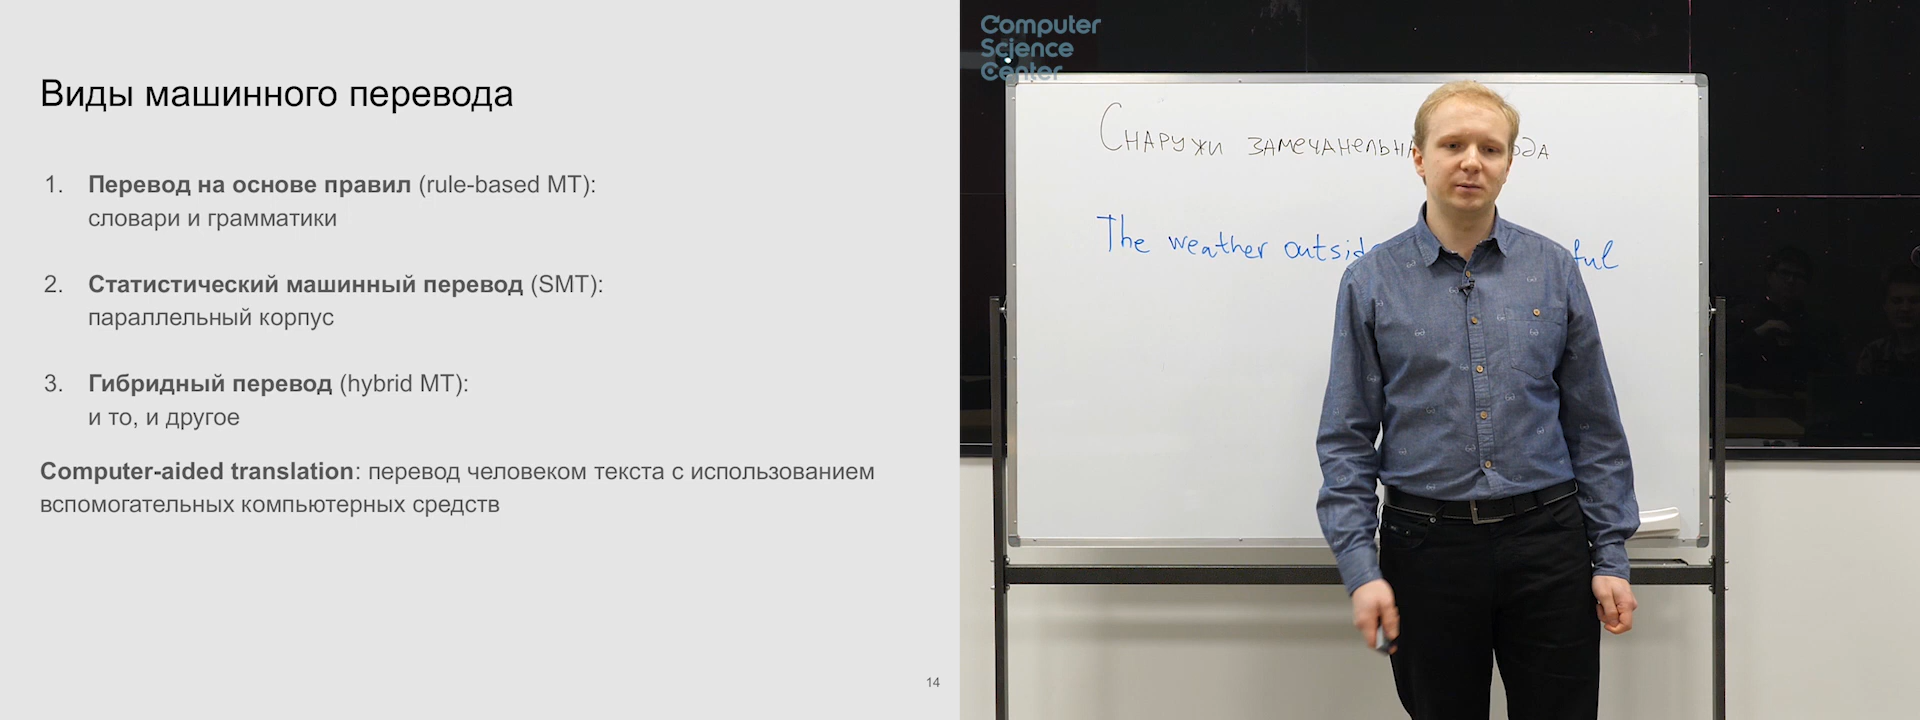 Виды машинного перевода
1. Перевод на основе правил (rule-based MT):
словари и грамматики
2. Статистический машинный перевод (SMT):
параллельный корпус
3. Гибридный перевод (hybrid MT):
и то, и другое
Computer-aided translation: перевод человеком текста с использованием
вспомогательных компьютерных средств
14
Computer
Science
Center
Снаружи
The weather